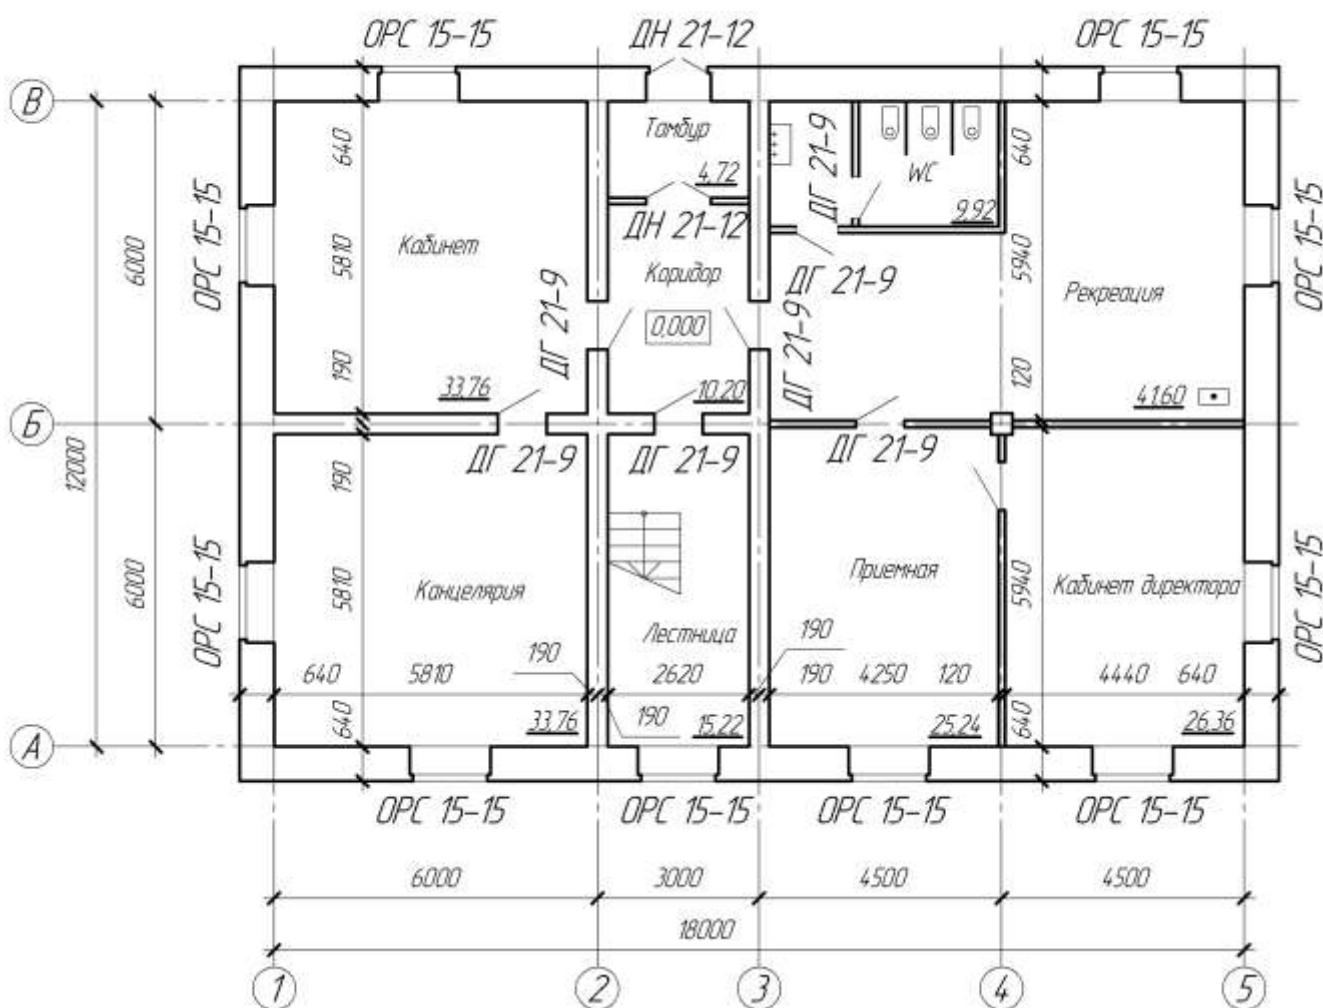 ОРС 15-15
ДН 21-12
ОРС 15-15
В
640
Тамбур
4,72
ДГ 21-9
WC
9.92
640
ОРС 15-15
6000
5810
Кабинет
ДН 21-12
Коридор
0,000
ДГ 21-9
5940
Рекреация
ОРС 15-15
ДГ 21-9
ДГ 21-9
190
33,76
10.20
120
41.60
Б
12000
ДГ 21-9
ДГ 21-9
ДГ 21-9
190
ОРС 15-15
6000
5810
Канцелярия
Лестница
Приемная
5940
Кабинет директора
ОРС 15-15
190
190
640
5810
2620
190
4250
120
4440
640
А
640
33,76
190
15.22
25.24
640
26.36
ОРС 15-15
ОРС 15-15
ОРС 15-15
ОРС 15-15
6000
3000
4500
4500
18000
1
2
3
4
5